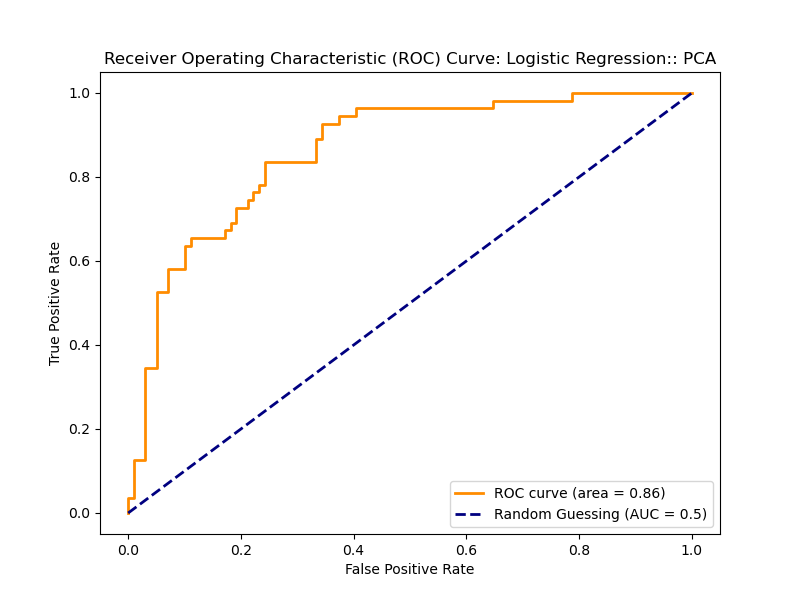 Receiver Operating Characteristic (ROC) Curve: Logistic Regression:: PCA
True Positive Rate
1.0
0.8
0.6
0.4
0.2
0.0
0.0 0.2 0.4 0.6 0.8 1.0
False Positive Rate
ROC curve (area = 0.86)
Random Guessing (AUC = 0.5)